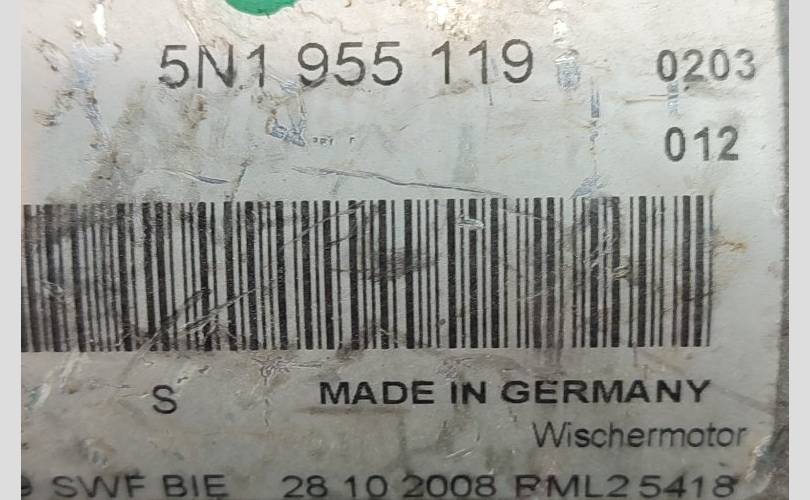 5N1 955 119 0203
012
S MADE IN GERMANY
Wischermotor
SWF BIE 28 10 2008 RML2 5418